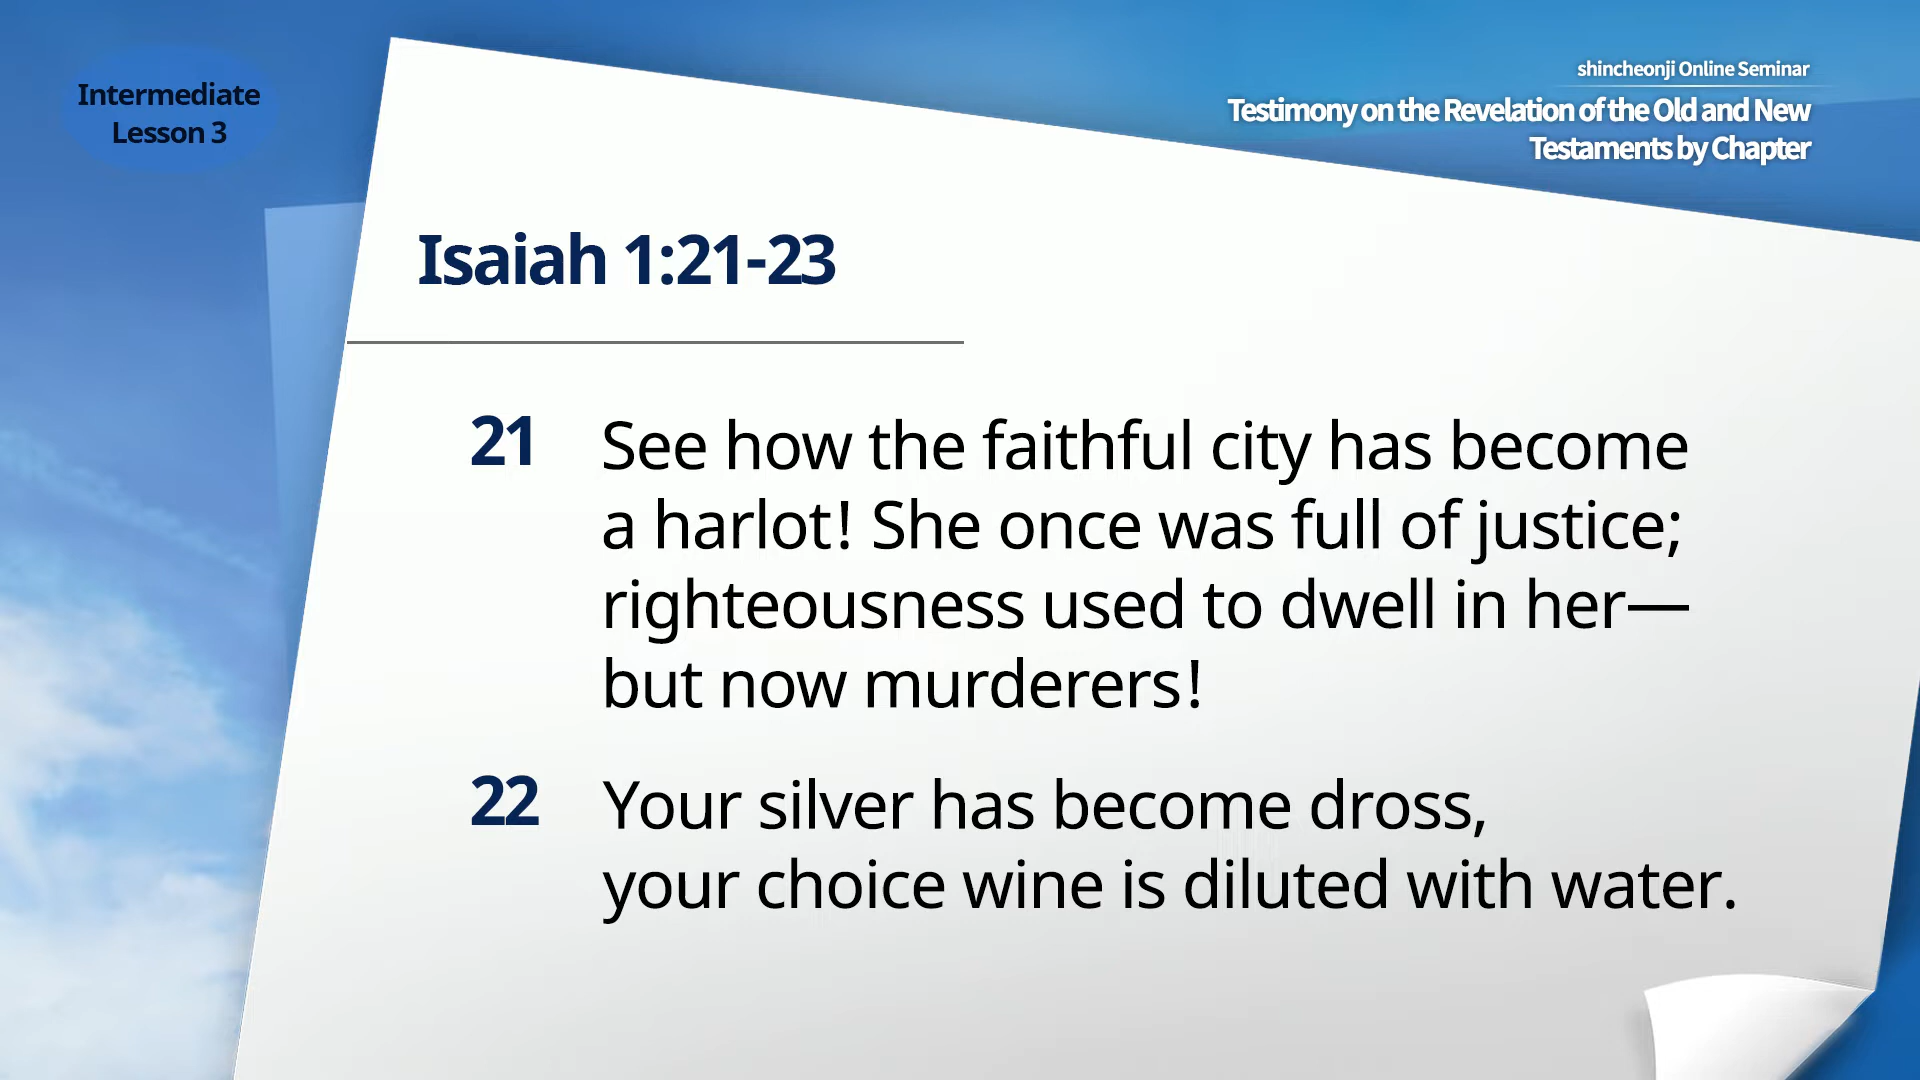 Intermediate
Lesson 3
shincheonji Online Seminar
Testimony on the Revelation of the Old and New
Testaments by Chapter
Isaiah 1:21-23
21 See how the faithful city has become
a harlot! She once was full of justice;
righteousness used to dwell in her—
but now murderers!
22 Your silver has become dross,
your choice wine is diluted with water.